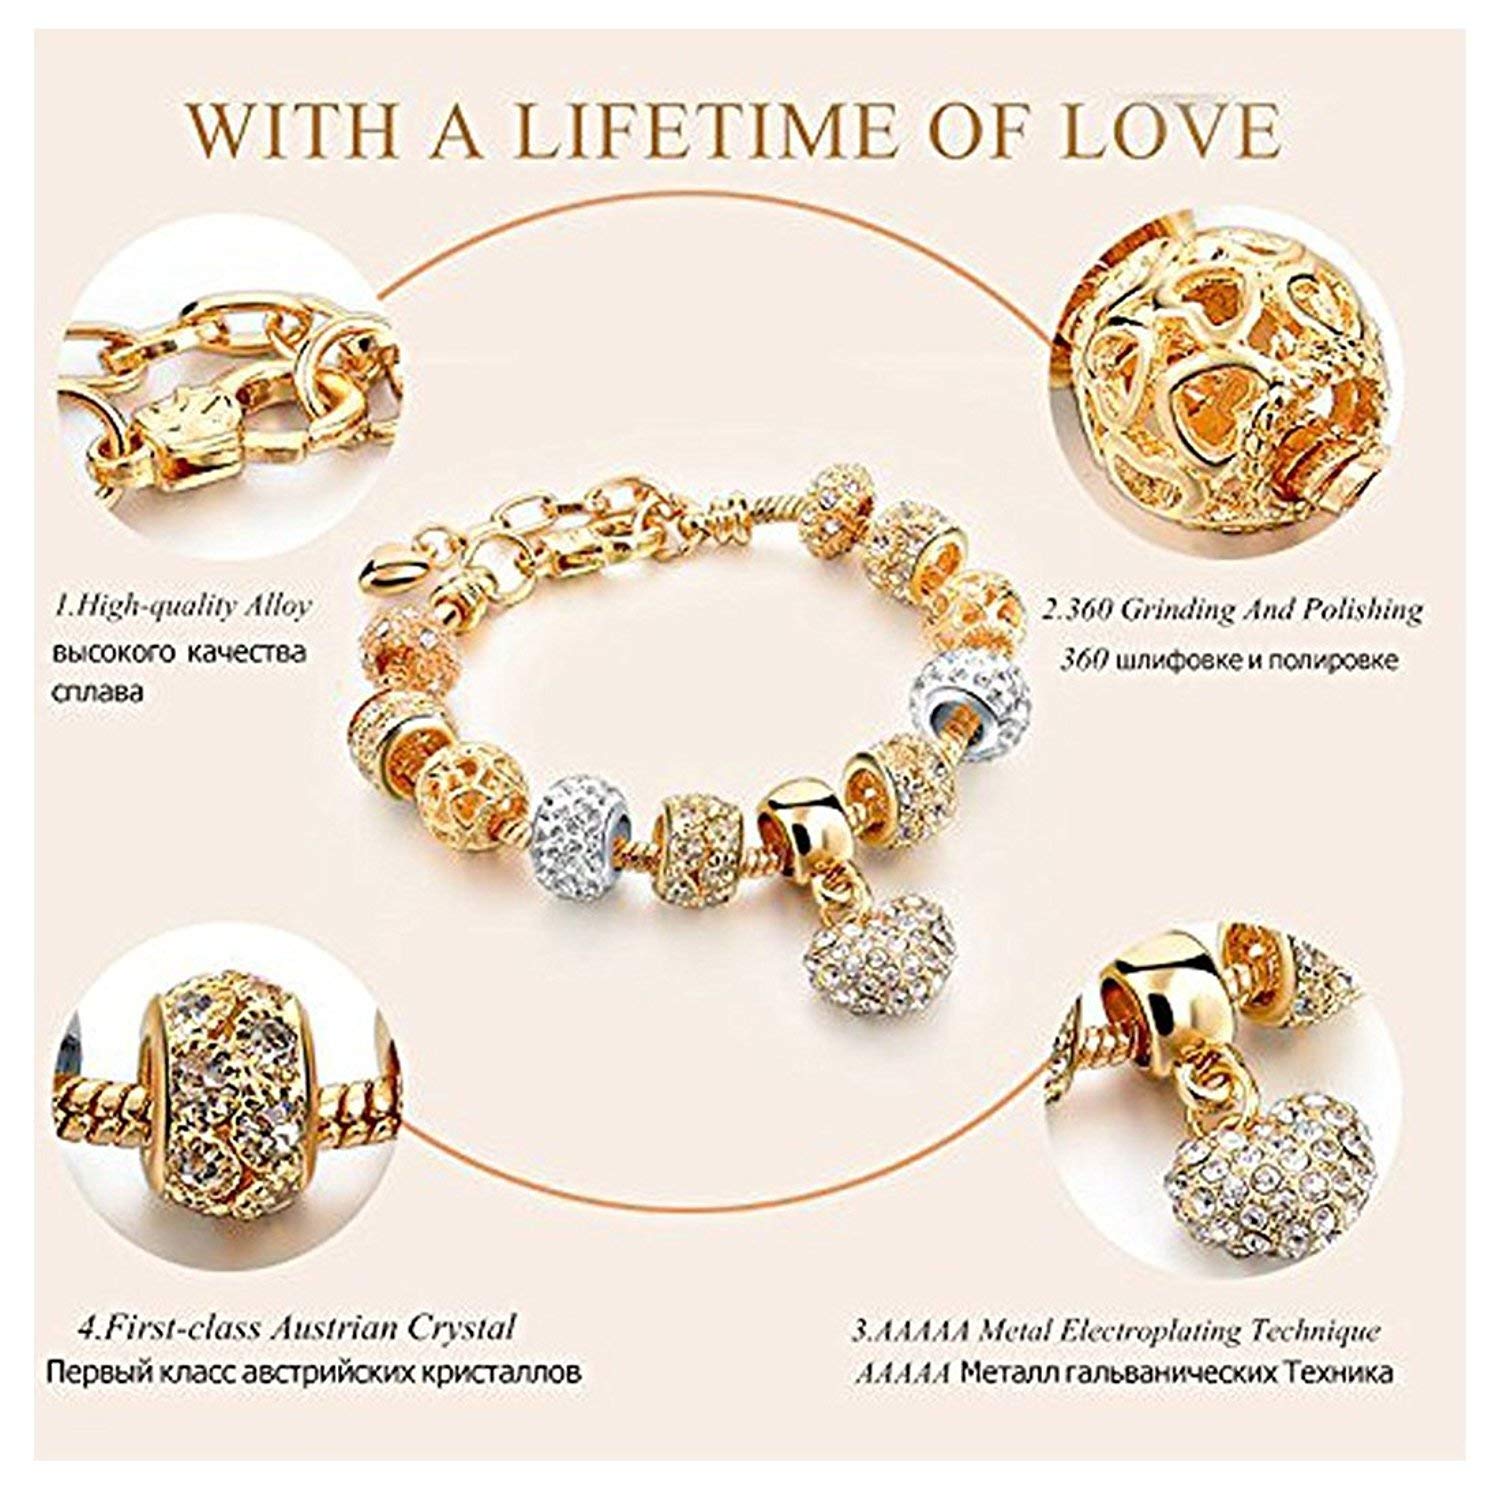 WITH A LIFETIME OF LOVE
1.High-quality Alloy
высокого качества
сплава
2.360 Grinding And Polishing
360 шлифовке и полировке
4.First-class Austrian Crystal
Первый класс австрийских кристаллов
3.AAAAA Metal Electroplating Technique
AAAAA Металл гальванических Техника